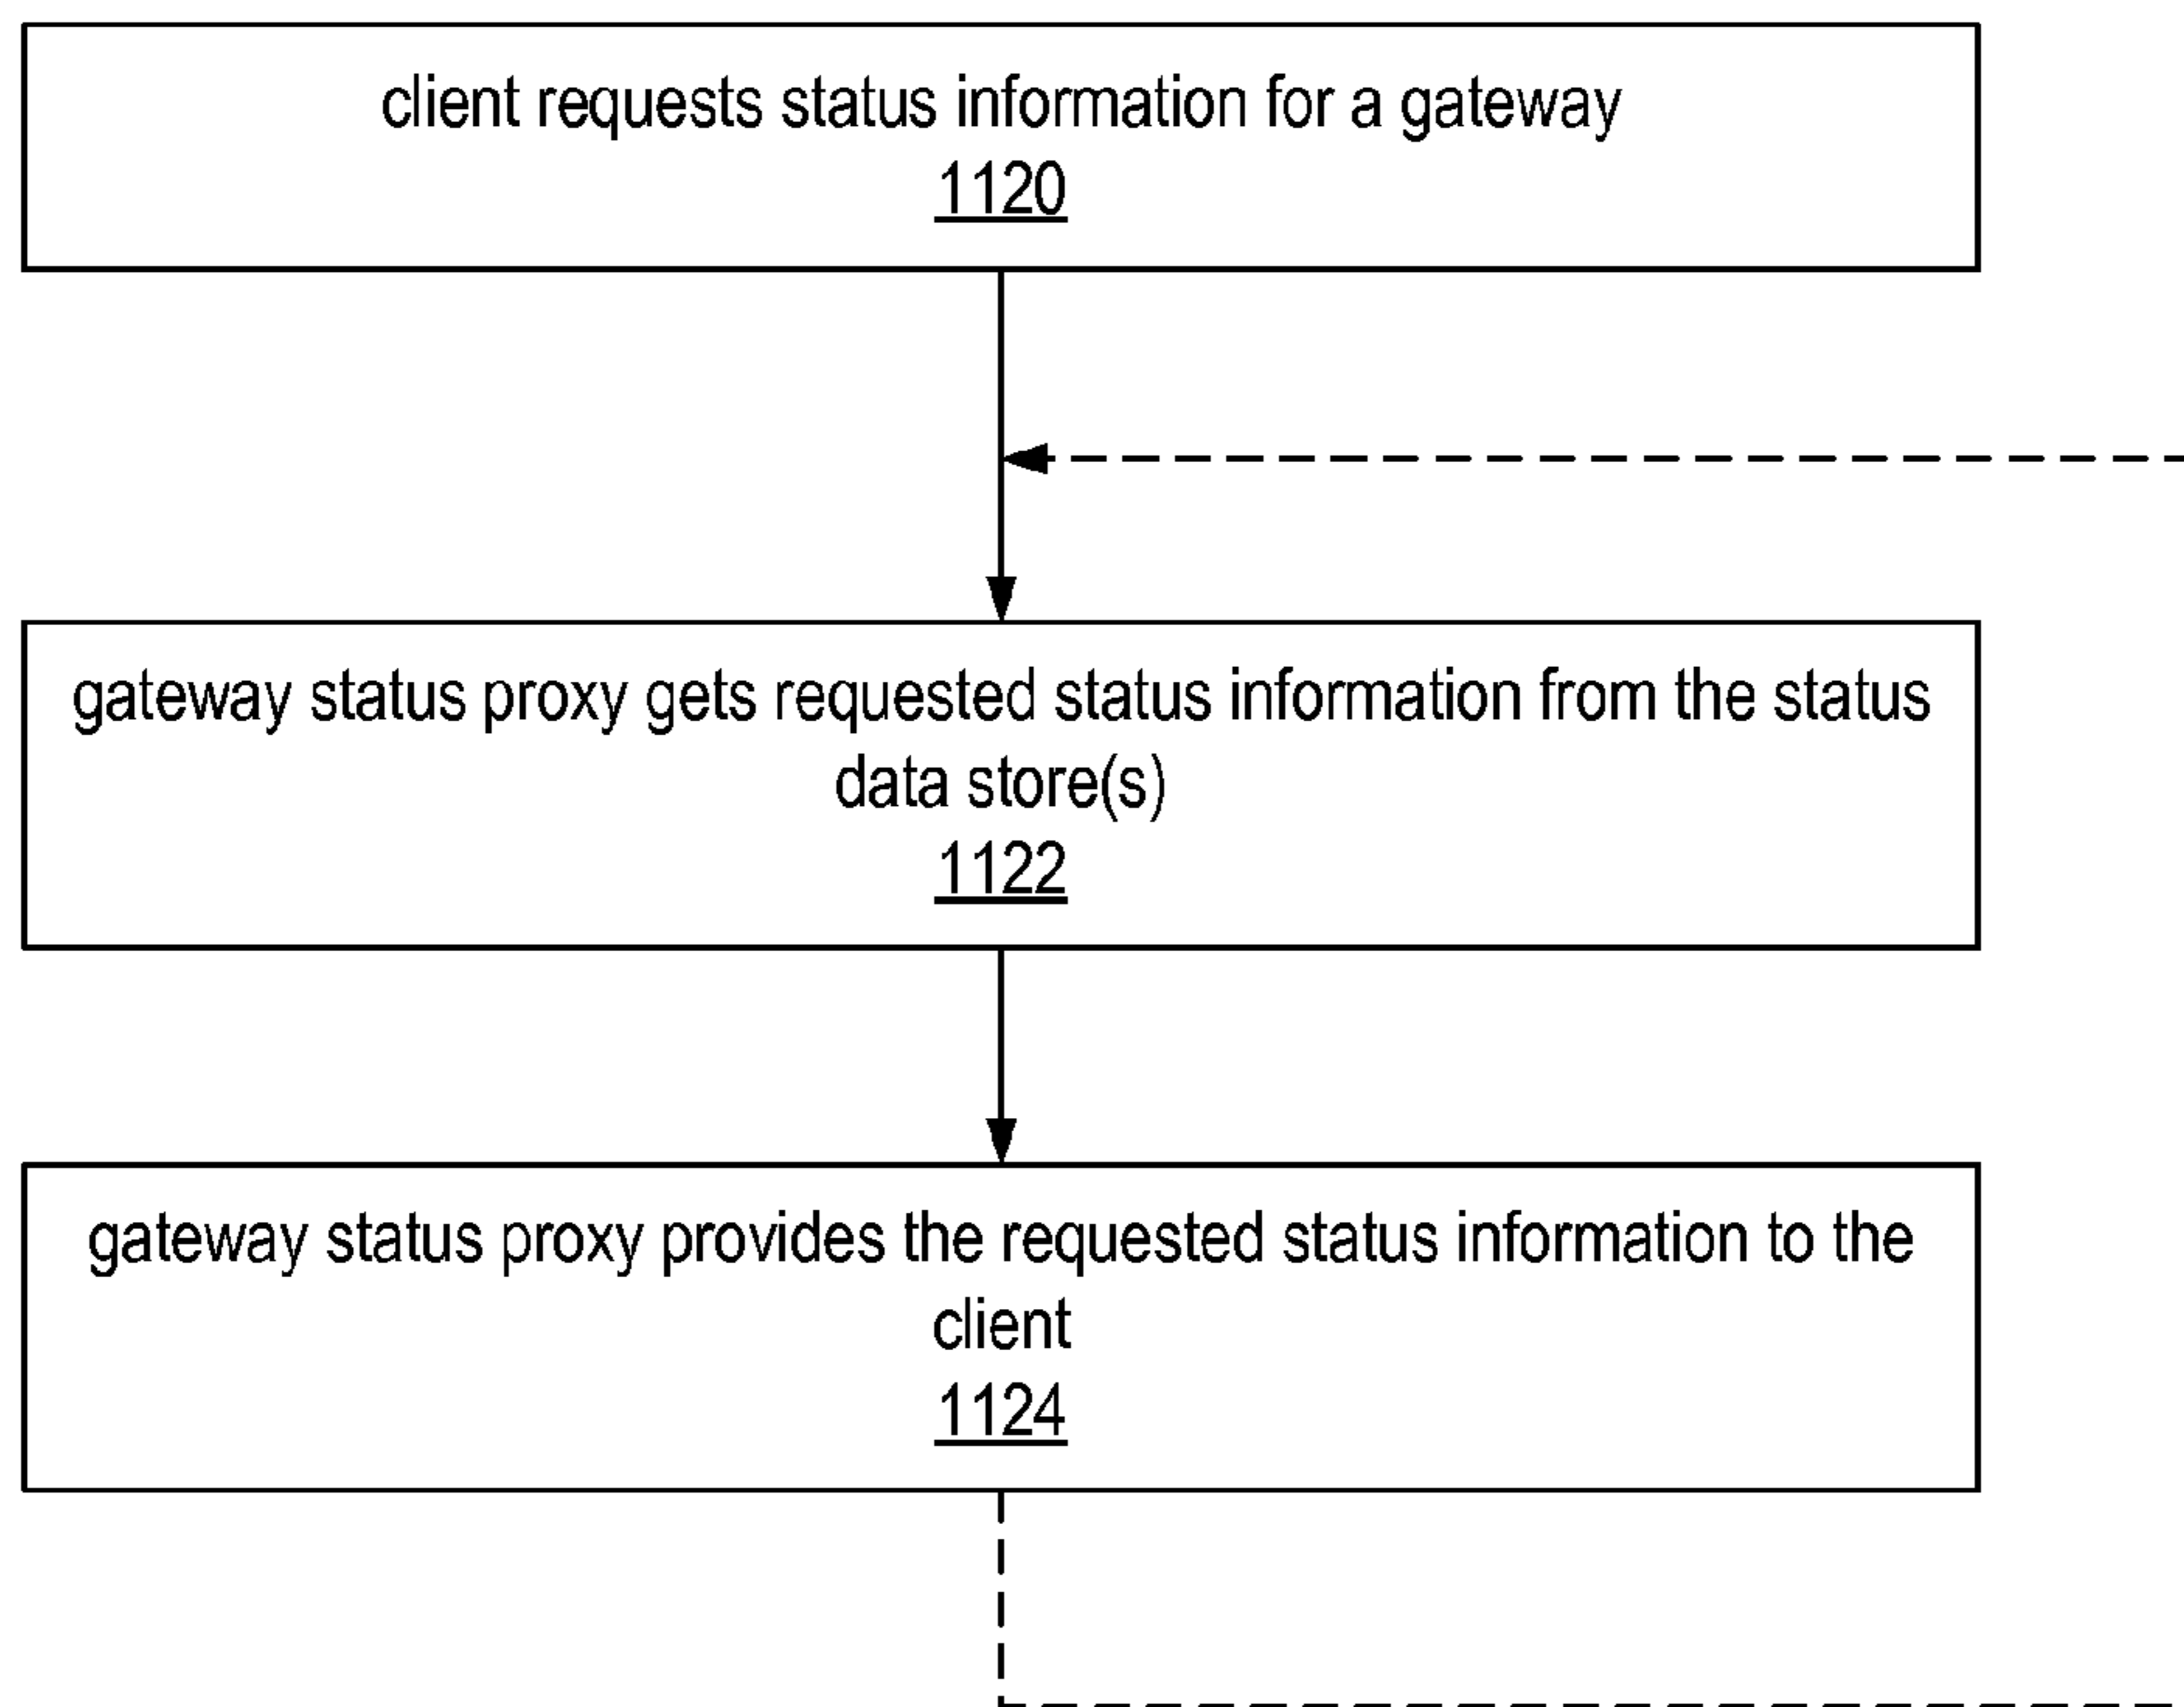 client requests status information for a gateway
1120
gateway status proxy gets requested status information from the status
data store(s)
1122
gateway status proxy provides the requested status information to the
client
1124